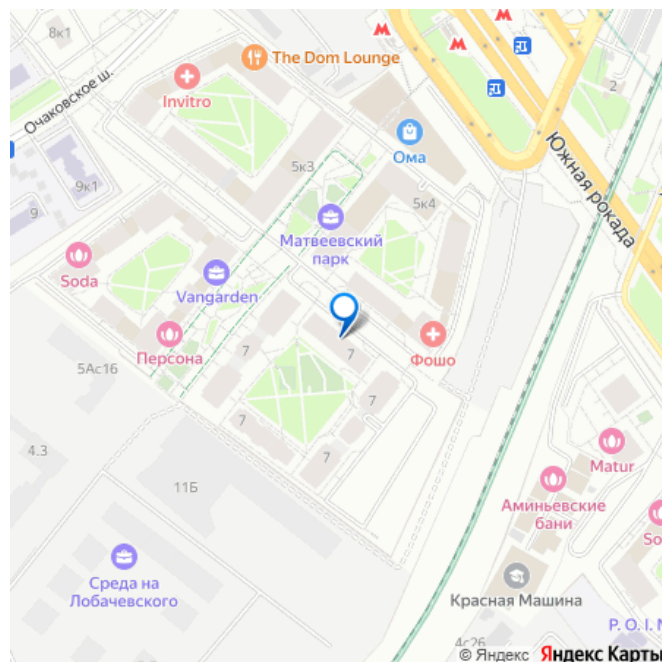 8к1
The Dom Lounge
Invitro
Очаковское ш.
2
Ома
Южная рокада
5к3
9к1
5к4
9
Матвеевский
парк
Soda
Vangarden
Персона
Фошо
7
7
5Ас16
7
7
4.3
7
Matur
11Б
Аминьевские
бани
So
Среда на
Лобачевского
Красная Машина
P. O. I. N
4с26
© Яндекс Яндекс Карты